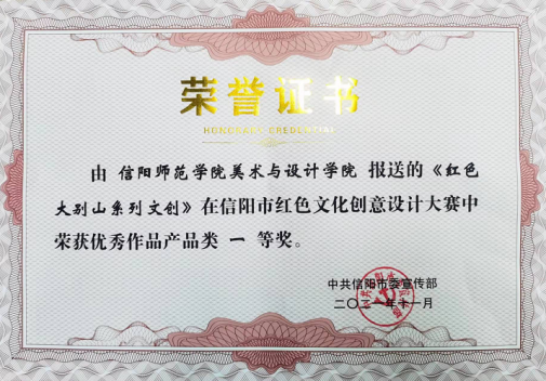 荣誉证书
HONORARY CREDENTIAL
由 信阳师范学院美术与设计学院 报送的《红色
大别山系列文创》在信阳市红色文化创意设计大赛中
荣获优秀作品产品类 一 等奖。
中共信阳市委宣传部
二〇二一年十一月